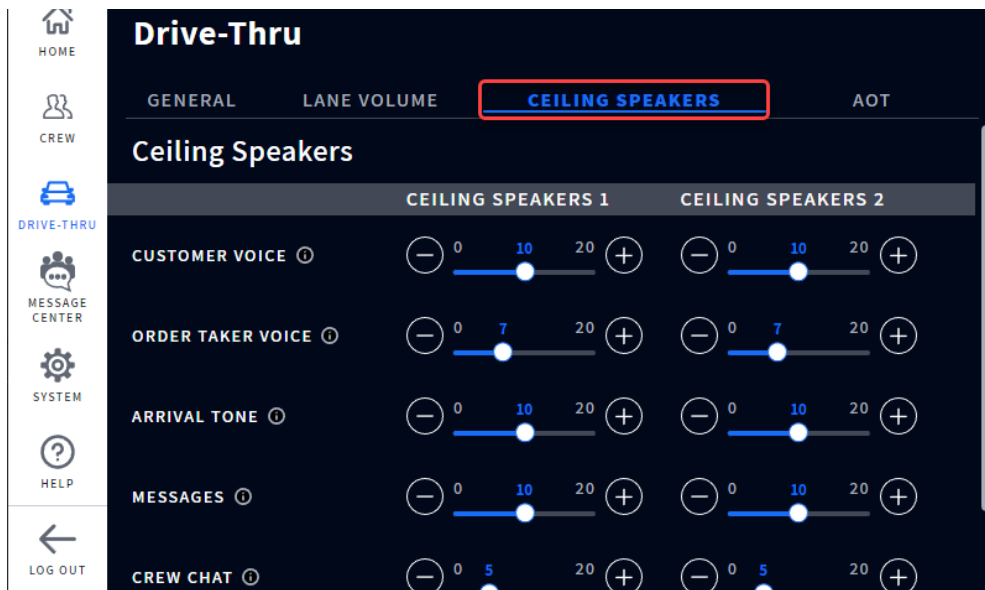 HOME
CREW
DRIVE-THRU
MESSAGE
CENTER
SYSTEM
HELP
LOG OUT
Drive-Thru
GENERAL LANE VOLUME CEILING SPEAKERS AOT
Ceiling Speakers
CEILING SPEAKERS 1 CEILING SPEAKERS 2
CUSTOMER VOICE 0 10 20 0 10 20
ORDER TAKER VOICE 0 7 20 0 7 20
ARRIVAL TONE 0 10 20 0 10 20
MESSAGES 0 10 20 0 10 20
CREW CHAT 0 5 20 0 5 20